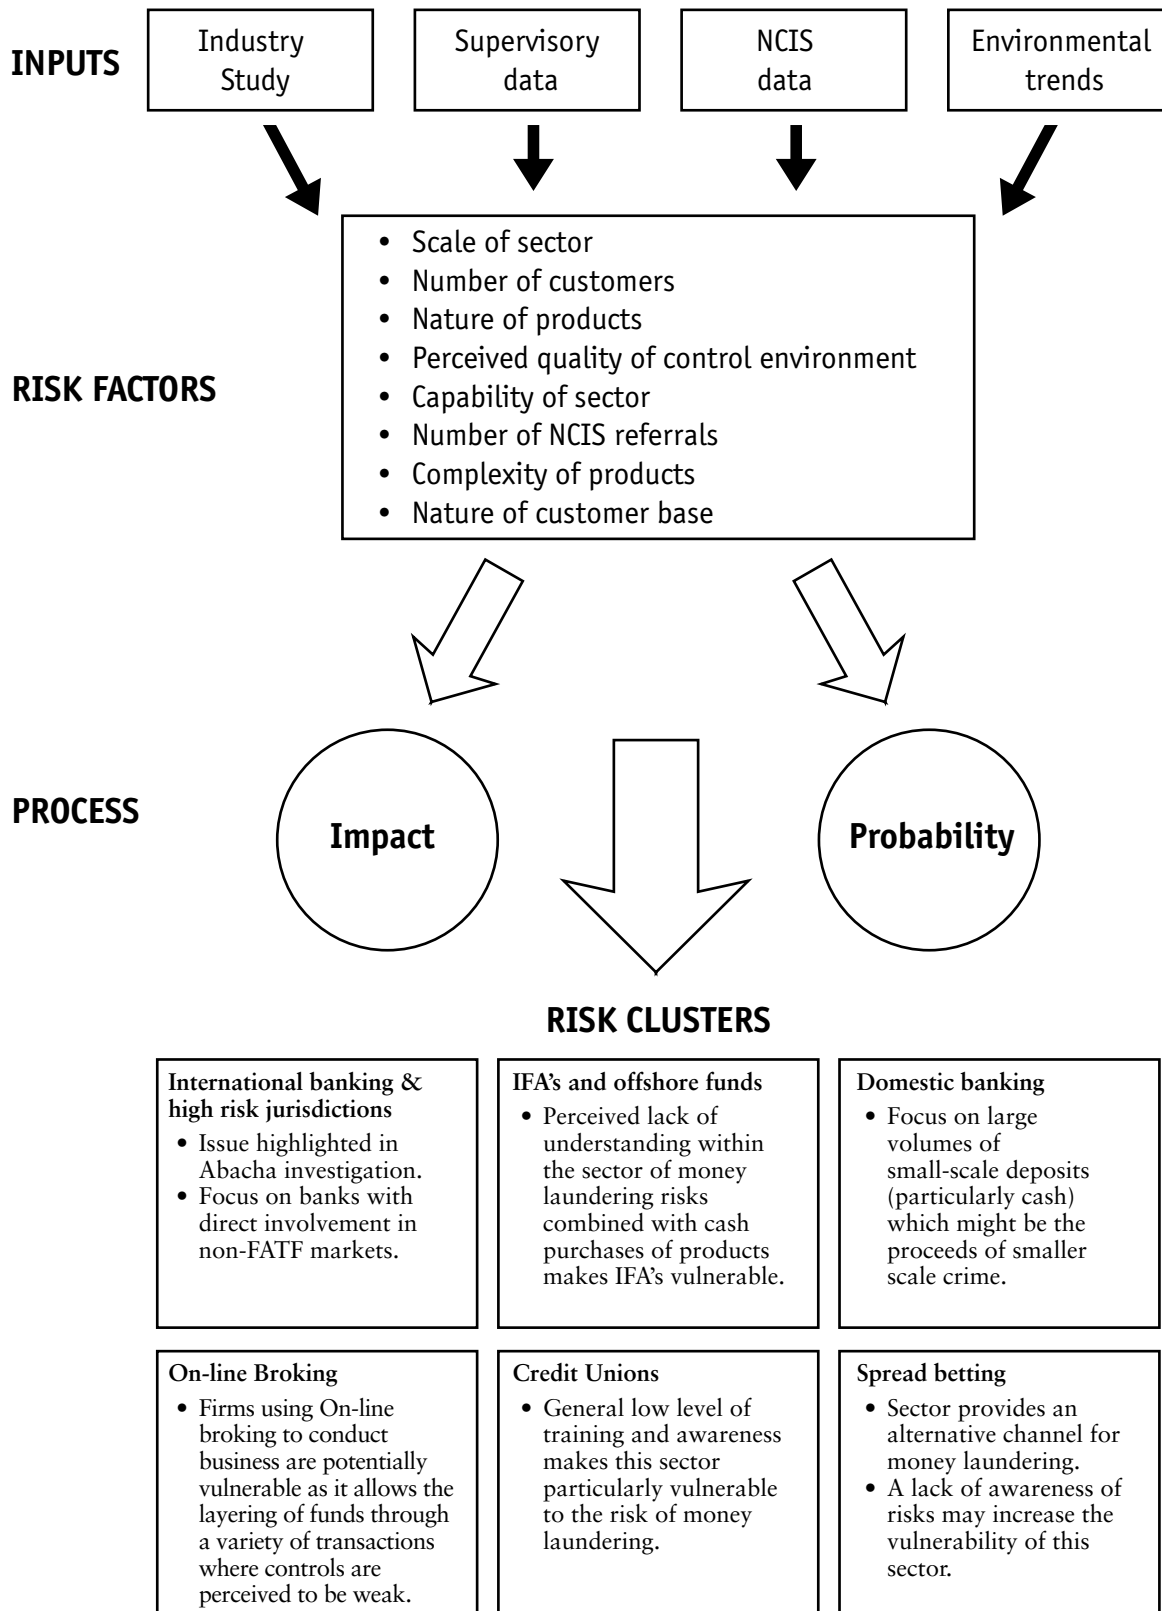 INPUTS
Industry
Study
Supervisory
data
NCIS
data
Environmental
trends
RISK FACTORS
• Scale of sector
• Number of customers
• Nature of products
• Perceived quality of control environment
• Capability of sector
• Number of NCIS referrals
• Complexity of products
• Nature of customer base
PROCESS
Impact
Probability
RISK CLUSTERS
International banking &
high risk jurisdictions
• Issue highlighted in
Abacha investigation.
• Focus on banks with
direct involvement in
non-FATF markets.
IFA's and offshore funds
• Perceived lack of
understanding within
the sector of money
laundering risks
combined with cash
purchases of products
makes IFA's vulnerable.
Domestic banking
• Focus on large
volumes of
small-scale deposits
(particularly cash)
which might be the
proceeds of smaller
scale crime.
On-line Broking
• Firms using On-line
broking to conduct
business are potentially
vulnerable as it allows the
layering of funds through
a variety of transactions
where controls are
perceived to be weak.
Credit Unions
• General low level of
training and awareness
makes this sector
particularly vulnerable
to the risk of money
laundering.
Spread betting
• Sector provides an
alternative channel for
money laundering.
• A lack of awareness of
risks may increase the
vulnerability of this
sector.